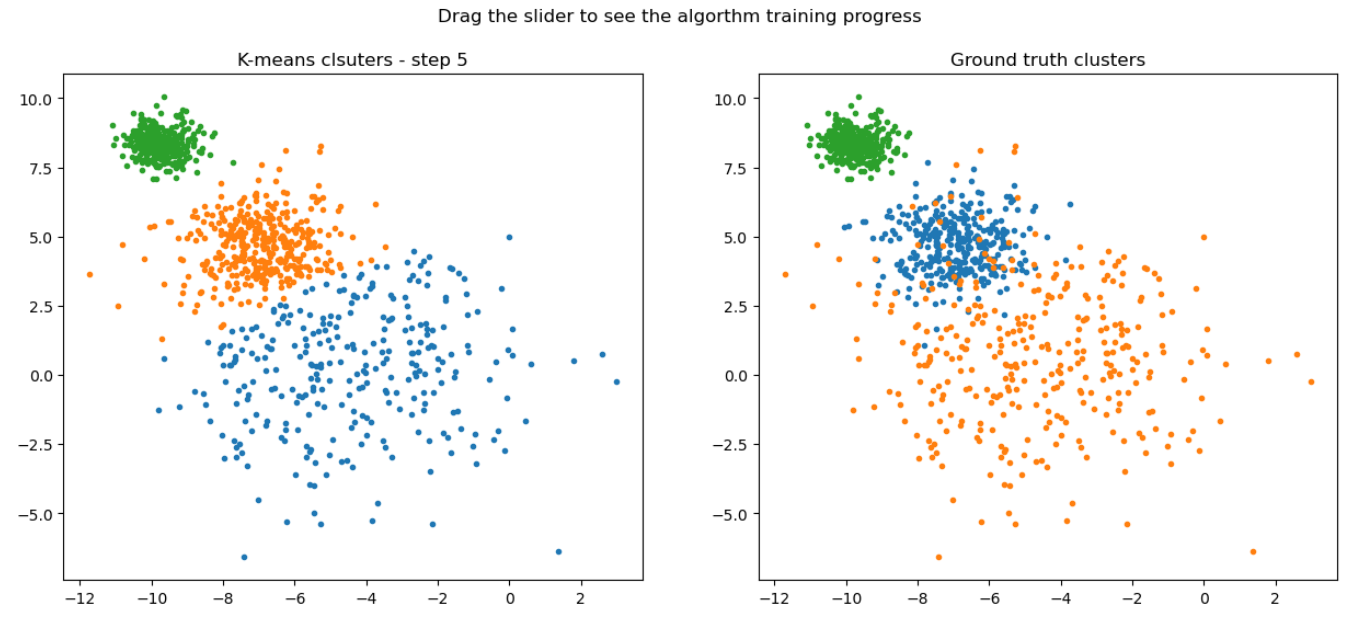 Drag the slider to see the algorthm training progress
K-means clsuters - step 5
Ground truth clusters
10.0
7.5
5.0
2.5
0.0
−2.5
−5.0
−12 −10 −8 −6 −4 −2 0 2
10.0
7.5
5.0
2.5
0.0
−2.5
−5.0
−12 −10 −8 −6 −4 −2 0 2